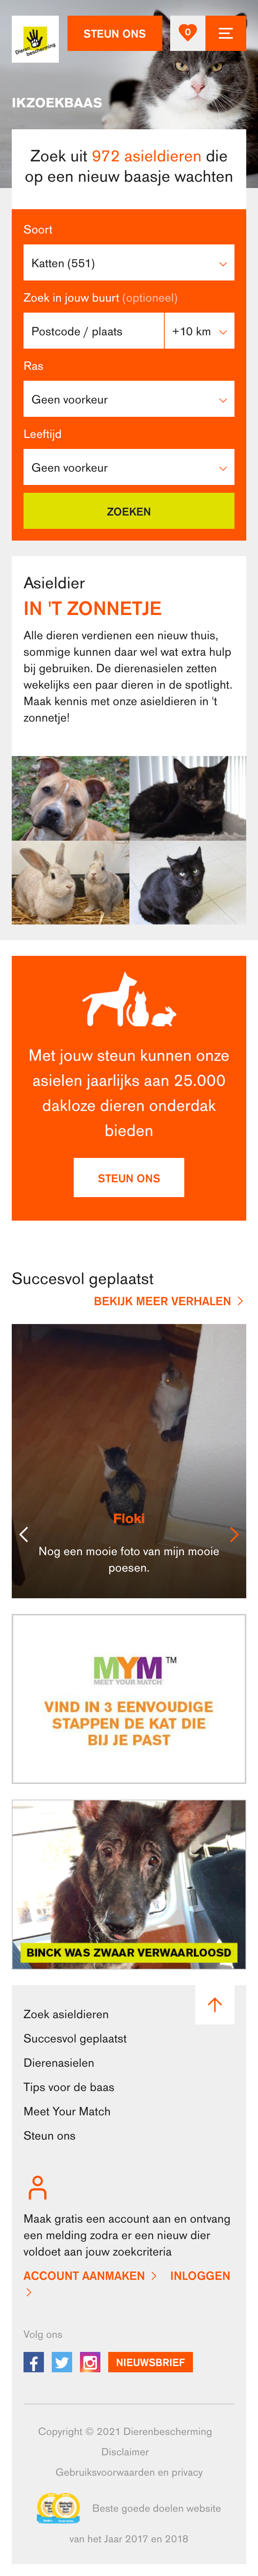 Dierenbescherming
STEUN ONS
0
IKZOEKBAAS
Zoek uit 972 asieldieren die
op een nieuw baasje wachten
Soort
Katten (551)
Zoek in jouw buurt (optioneel)
Postcode / plaats
+10 km
Ras
Geen voorkeur
Leeftijd
Geen voorkeur
ZOEKEN
Asieldier
IN 'T ZONNETJE
Alle dieren verdienen een nieuw thuis,
sommige kunnen daar wel wat extra hulp
bij gebruiken. De dierenasielen zetten
wekelijks een paar dieren in de spotlight.
Maak kennis met onze asieldieren in 't
zonnetje!
Met jouw steun kunnen onze
asielen jaarlijks aan 25.000
dakloze dieren onderdak
bieden
STEUN ONS
Succesvol geplaatst
BEKIJK MEER VERHALEN
Floki
Nog een mooie foto van mijn mooie
poesen.
MYM TM
MEET YOUR MATCH
VIND IN 3 EENVOUDIGE
STAPPEN DE KAT DIE
BIJ JE PAST
BINCK WAS ZWAAR VERWAARLOOSD
Zoek asieldieren
Succesvol geplaatst
Dierenasielen
Tips voor de baas
Meet Your Match
Steun ons
Maak gratis een account aan en ontvang
een melding zodra er een nieuw dier
voldoet aan jouw zoekcriteria
ACCOUNT AANMAKEN
INLOGGEN
Volg ons
NIEUWSBRIEF
Copyright © 2021 Dierenbescherming
Disclaimer
Gebruiksvoorwaarden en privacy
Beste goede doelen website
van het Jaar 2017 en 2018